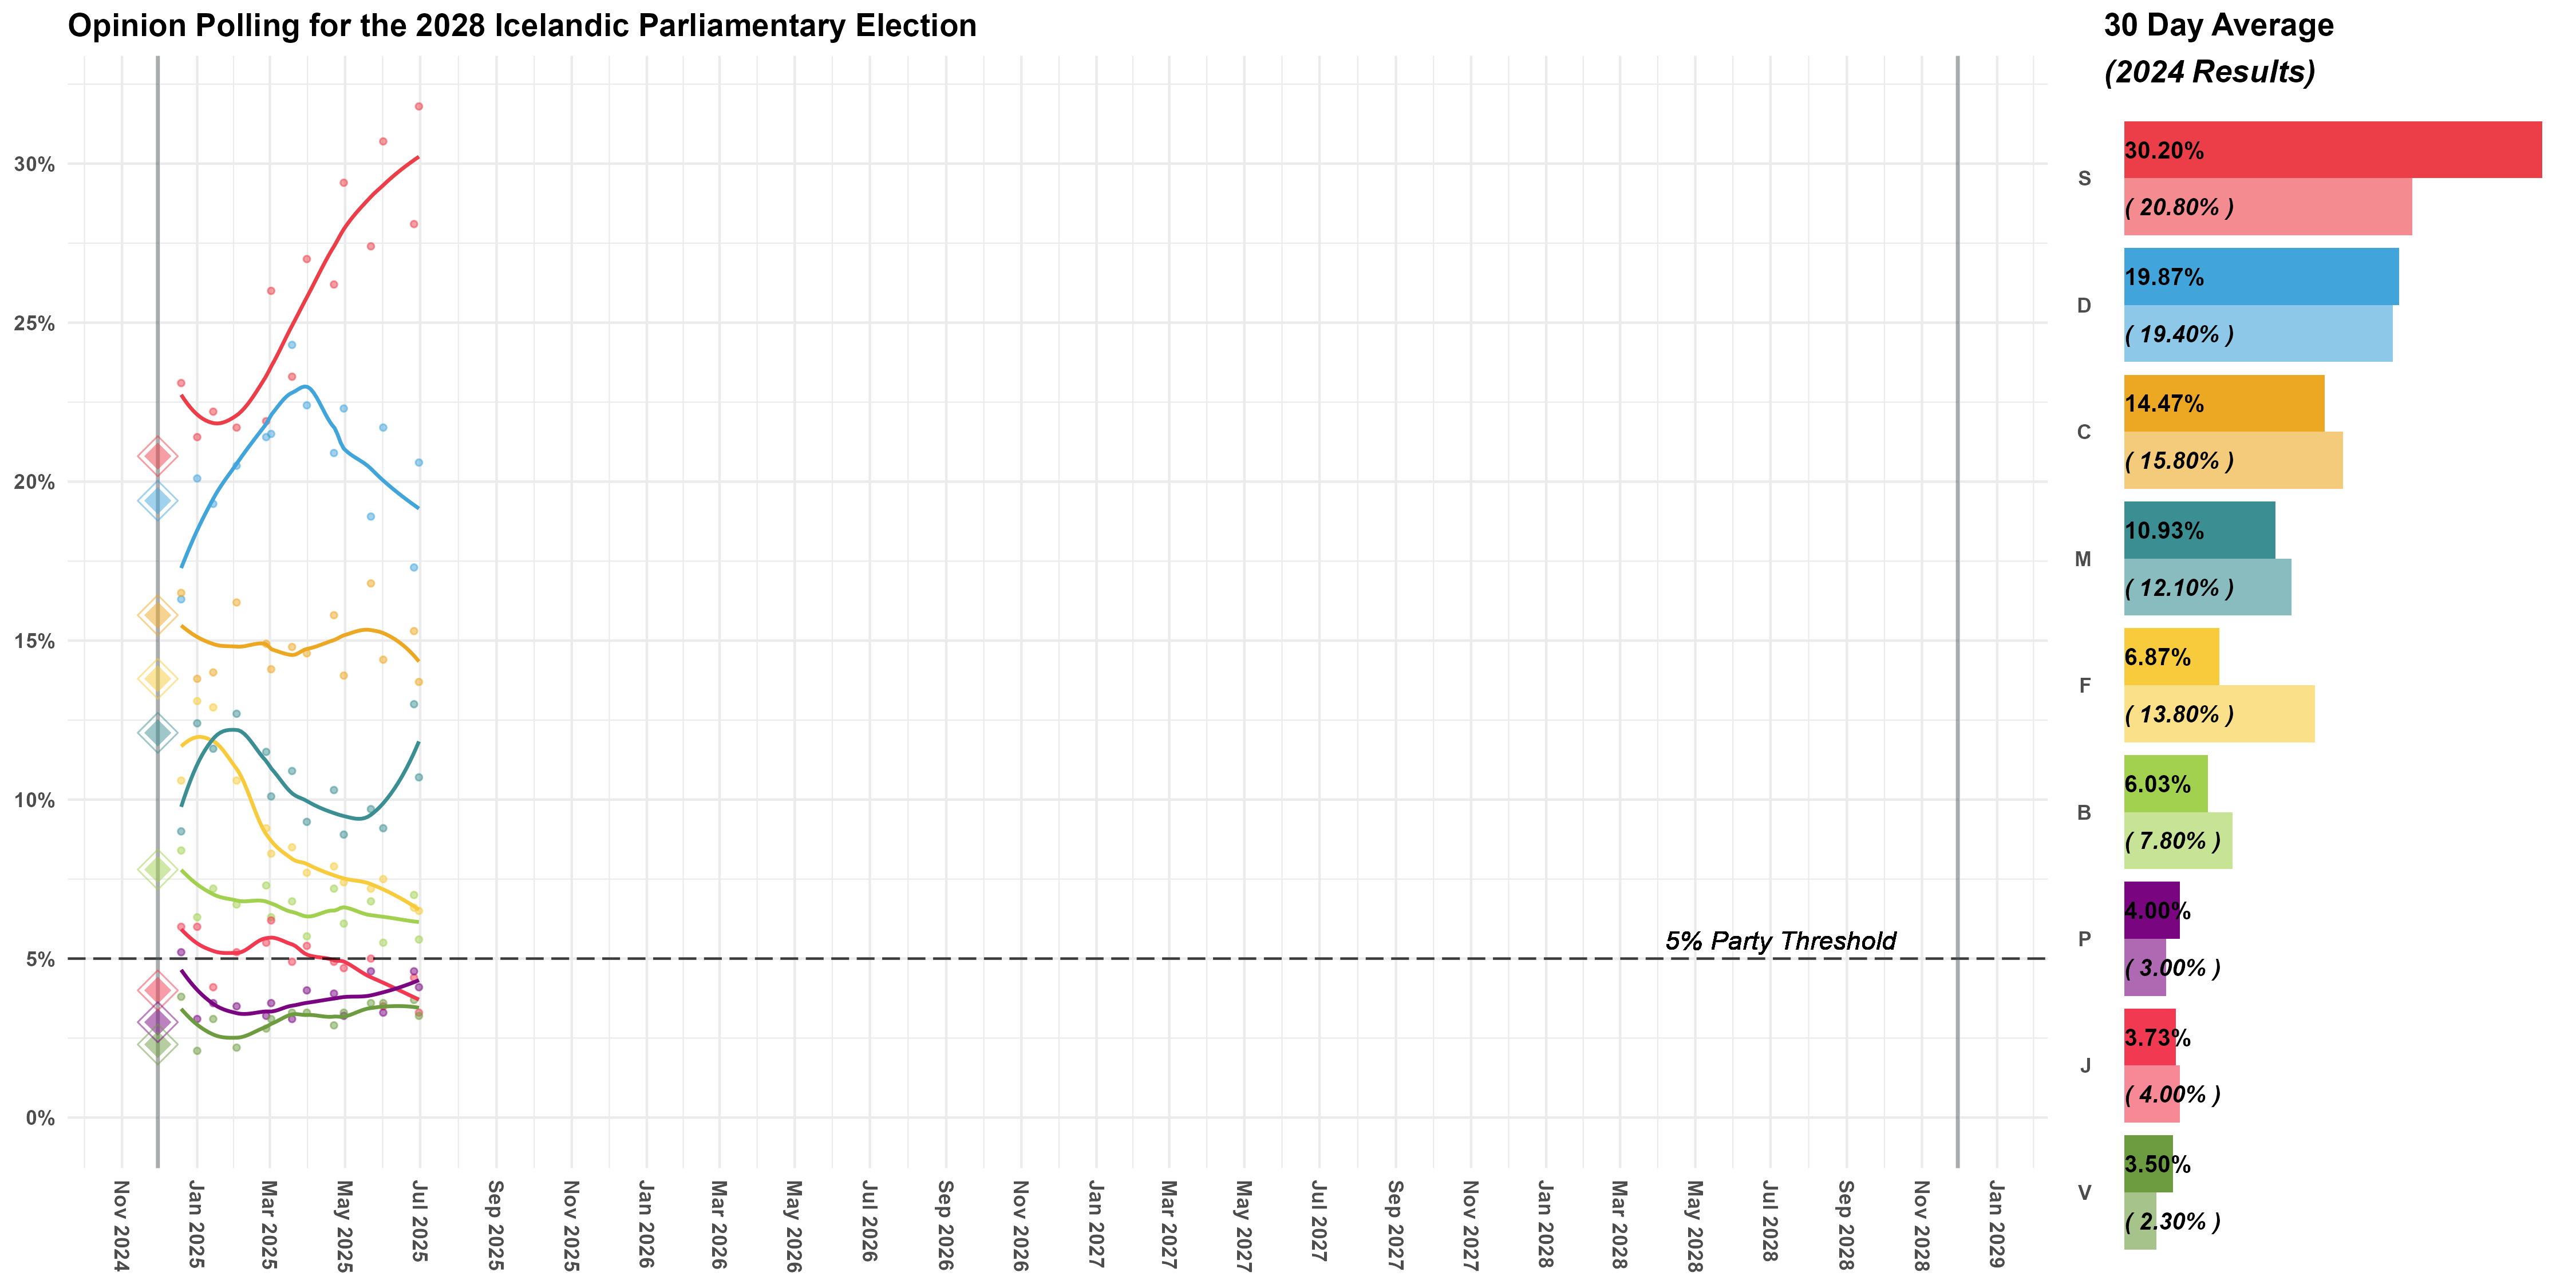 Opinion Polling for the 2028 Icelandic Parliamentary Election
30%
25%
20%
15%
10%
5%
0%
5% Party Threshold
Nov 2024
Jan 2025
Mar 2025
May 2025
Jul 2025
Sep 2025
Nov 2025
Jan 2026
Mar 2026
May 2026
Jul 2026
Sep 2026
Nov 2026
Jan 2027
Mar 2027
May 2027
Jul 2027
Sep 2027
Nov 2027
Jan 2028
Mar 2028
May 2028
Jul 2028
Sep 2028
Nov 2028
Jan 2029
30 Day Average
(2024 Results)
S
30.20%
( 20.80% )
D
19.87%
( 19.40% )
C
14.47%
( 15.80% )
M
10.93%
( 12.10% )
F
6.87%
( 13.80% )
B
6.03%
( 7.80% )
P
4.00%
( 3.00% )
J
3.73%
( 4.00% )
V
3.50%
( 2.30% )